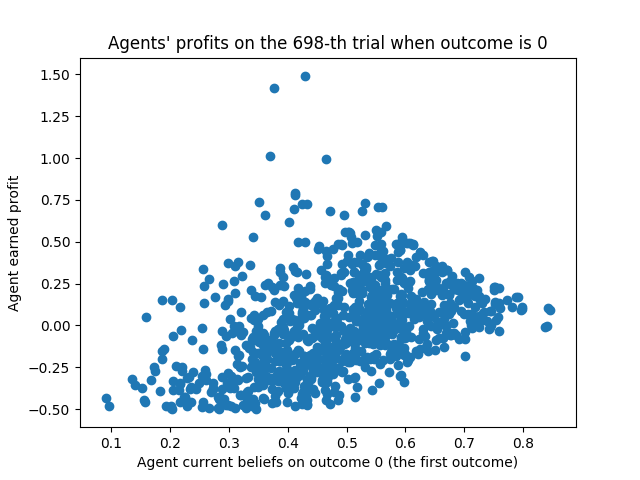 Agents' profits on the 698-th trial when outcome is 0
Agent earned profit
1.50
1.25
1.00
0.75
0.50
0.25
0.00
−0.25
−0.50
0.1 0.2 0.3 0.4 0.5 0.6 0.7 0.8
Agent current beliefs on outcome 0 (the first outcome)